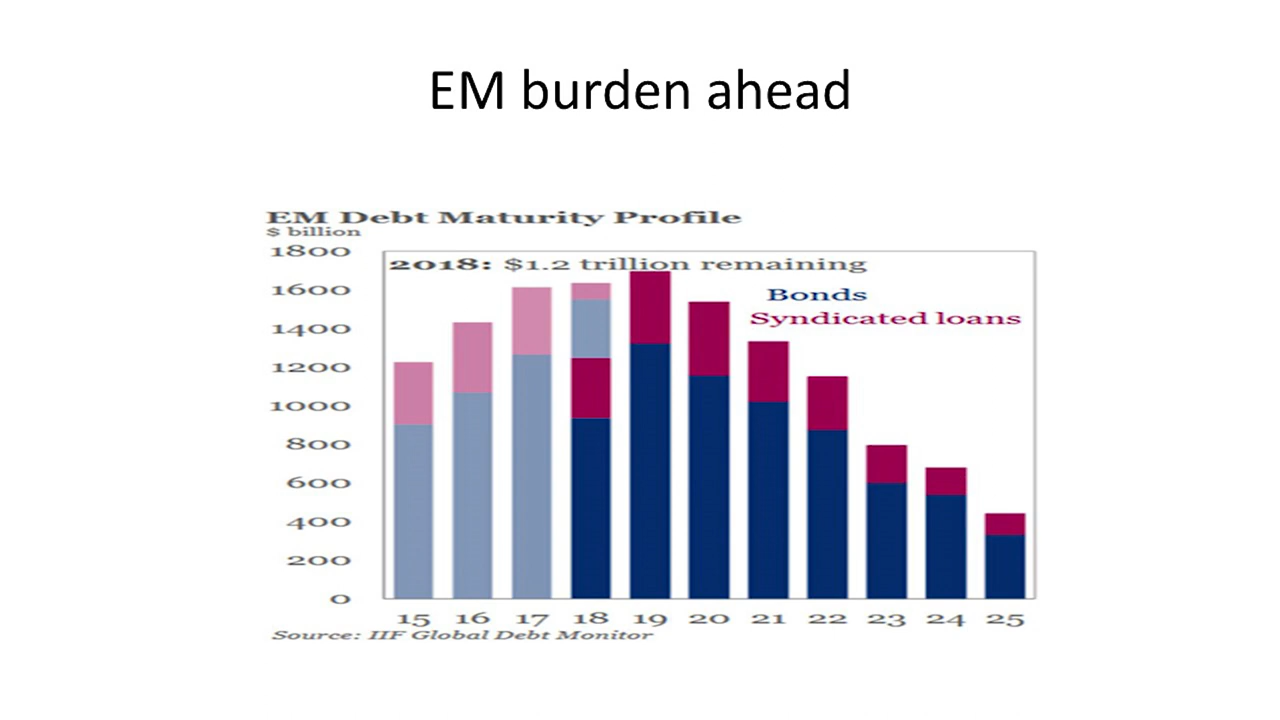 EM burden ahead
EM Debt Maturity Profile
$ billion
1800
2018: $1.2 trillion remaining
1600
Bonds
Syndicated loans
1400
1200
1000
800
600
400
200
0
15 16 17 18 19 20 21 22 23 24 25
Source: IIF Global Debt Monitor